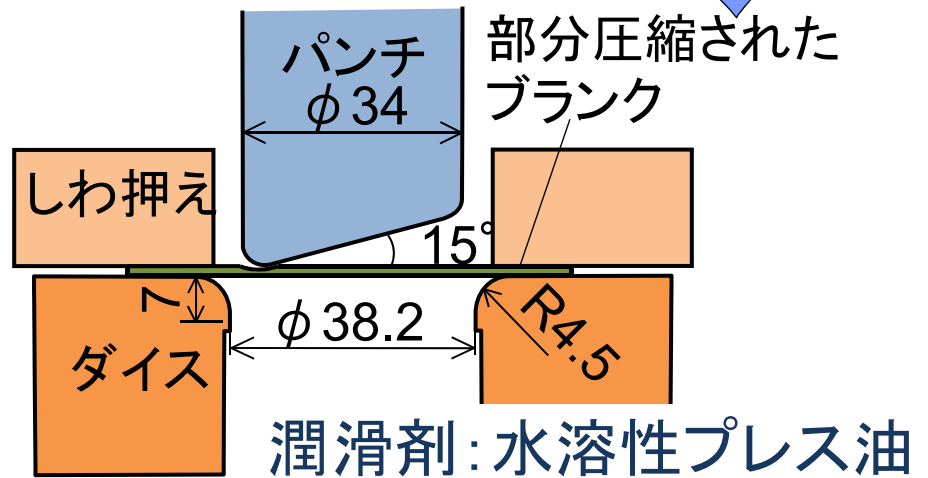 パンチ
φ34
部分圧縮された
ブランク
しわ押え
15°
7
φ38.2
R4.5
ダイス
潤滑剤:水溶性プレス油